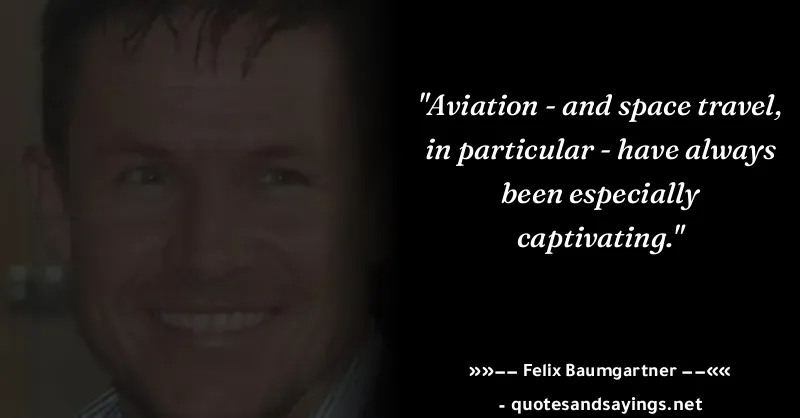 "Aviation - and space travel,
in particular - have always
been especially
captivating."
»»−− Felix Baumgartner −−««
- quotesandsayings.net